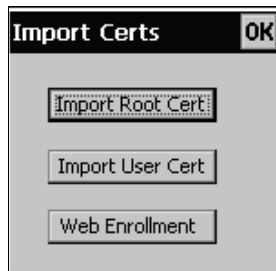 Import Certs OK
Import Root Cert
Import User Cert
Web Enrollment